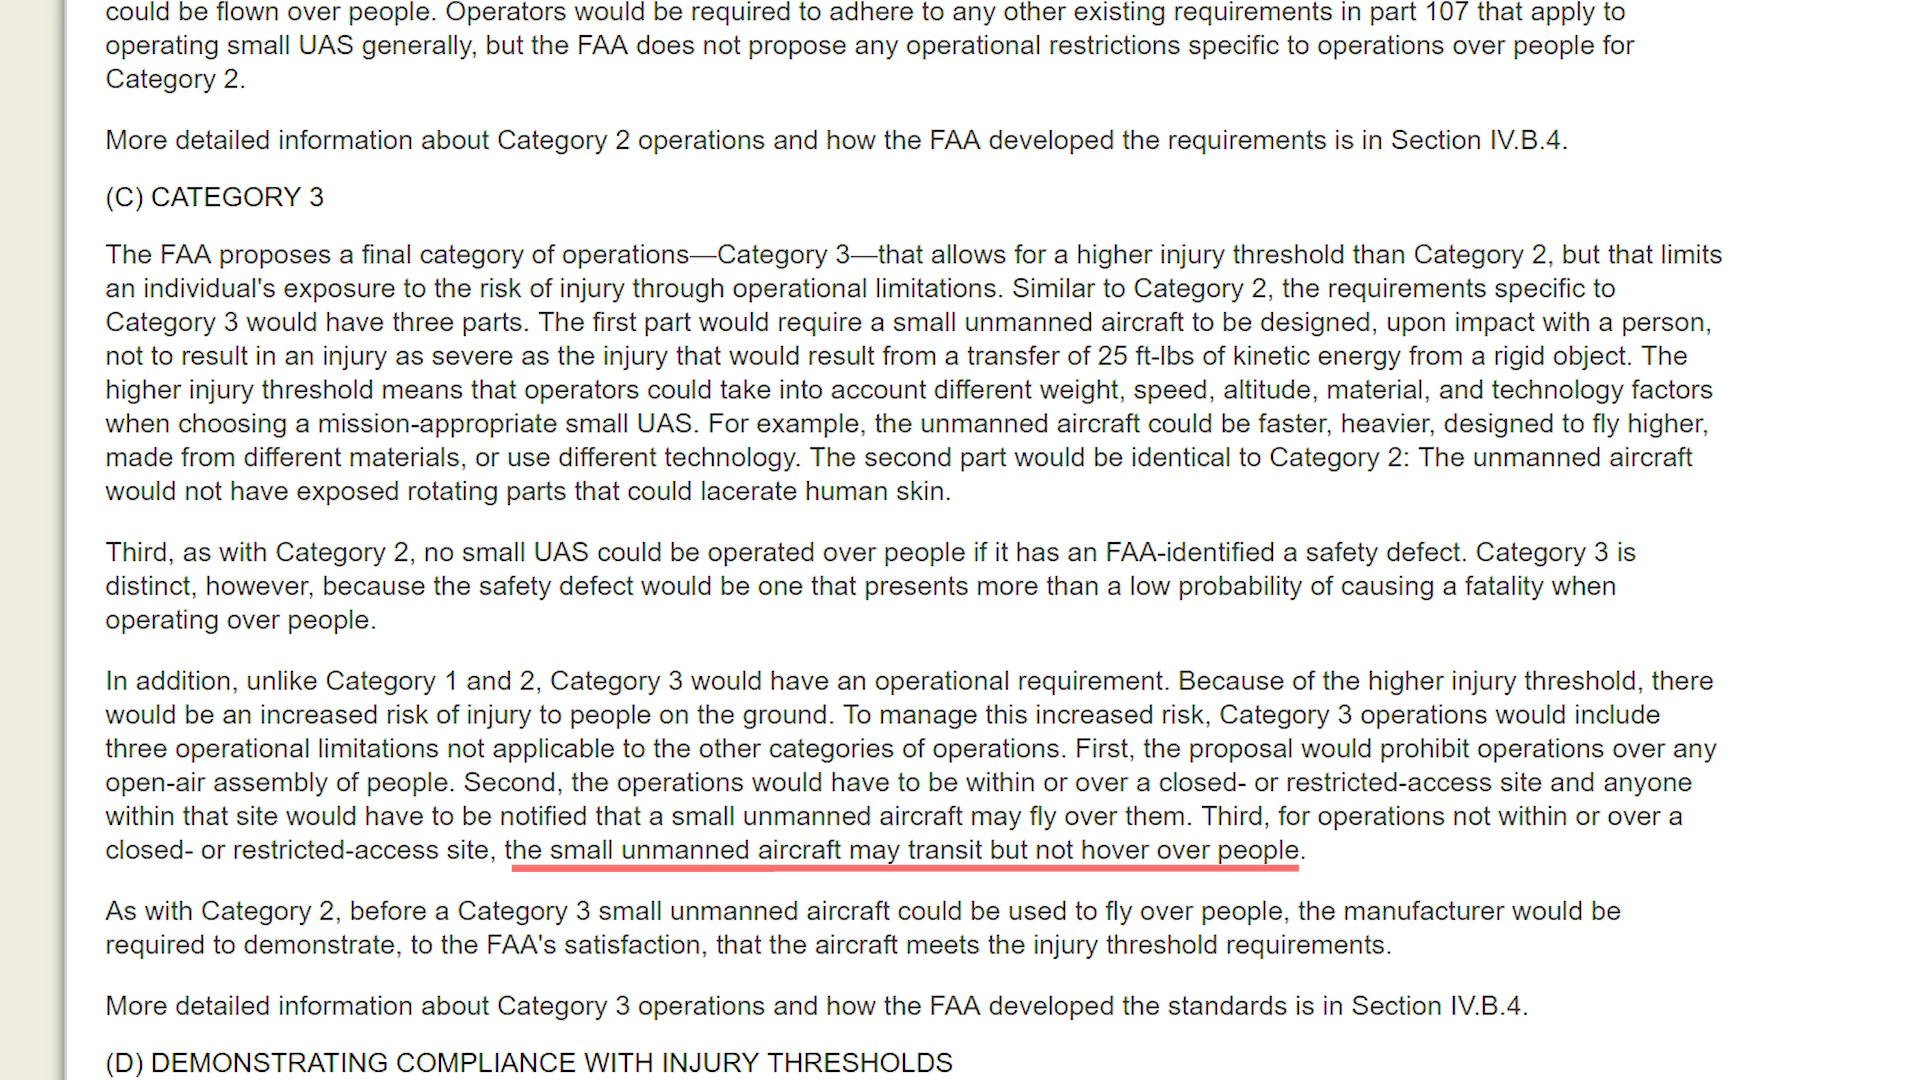 could be flown over people. Operators would be required to adhere to any other existing requirements in part 107 that apply to
operating small UAS generally, but the FAA does not propose any operational restrictions specific to operations over people for
Category 2.
More detailed information about Category 2 operations and how the FAA developed the requirements is in Section IV.B.4.
(C) CATEGORY 3
The FAA proposes a final category of operations—Category 3—that allows for a higher injury threshold than Category 2, but that limits
an individual's exposure to the risk of injury through operational limitations. Similar to Category 2, the requirements specific to
Category 3 would have three parts. The first part would require a small unmanned aircraft to be designed, upon impact with a person,
not to result in an injury as severe as the injury that would result from a transfer of 25 ft-lbs of kinetic energy from a rigid object. The
higher injury threshold means that operators could take into account different weight, speed, altitude, material, and technology factors
when choosing a mission-appropriate small UAS. For example, the unmanned aircraft could be faster, heavier, designed to fly higher,
made from different materials, or use different technology. The second part would be identical to Category 2: The unmanned aircraft
would not have exposed rotating parts that could lacerate human skin.
Third, as with Category 2, no small UAS could be operated over people if it has an FAA-identified a safety defect. Category 3 is
distinct, however, because the safety defect would be one that presents more than a low probability of causing a fatality when
operating over people.
In addition, unlike Category 1 and 2, Category 3 would have an operational requirement. Because of the higher injury threshold, there
would be an increased risk of injury to people on the ground. To manage this increased risk, Category 3 operations would include
three operational limitations not applicable to the other categories of operations. First, the proposal would prohibit operations over any
open-air assembly of people. Second, the operations would have to be within or over a closed- or restricted-access site and anyone
within that site would have to be notified that a small unmanned aircraft may fly over them. Third, for operations not within or over a
closed- or restricted-access site, the small unmanned aircraft may transit but not hover over people.
As with Category 2, before a Category 3 small unmanned aircraft could be used to fly over people, the manufacturer would be
required to demonstrate, to the FAA's satisfaction, that the aircraft meets the injury threshold requirements.
More detailed information about Category 3 operations and how the FAA developed the standards is in Section IV.B.4.
(D) DEMONSTRATING COMPLIANCE WITH INJURY THRESHOLDS